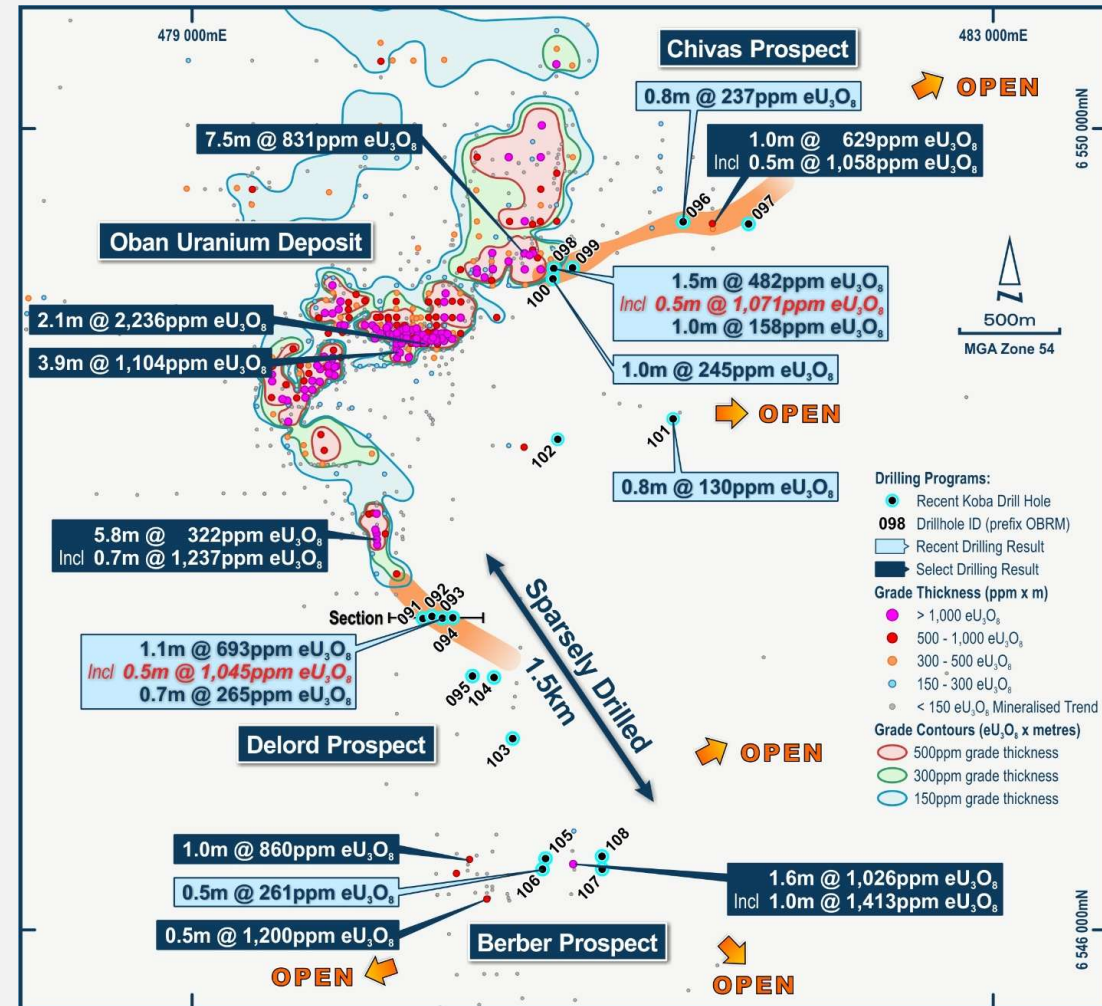 479 000mE
483 000mE
Chivas Prospect
0.8m @ 237ppm eU₃O₈
OPEN
7.5m @ 831ppm eU₃O₈
1.0m @ 629ppm eU₃O₈
Incl 0.5m @ 1,058ppm eU₃O₈
6 550 000mN
096
097
Oban Uranium Deposit
098
099
100
1.5m @ 482ppm eU₃O₈
Incl 0.5m @ 1,071ppm eU₃O₈
1.0m @ 158ppm eU₃O₈
N
500m
MGA Zone 54
2.1m @ 2,236ppm eU₃O₈
3.9m @ 1,104ppm eU₃O₈
1.0m @ 245ppm eU₃O₈
OPEN
101
102
0.8m @ 130ppm eU₃O₈
5.8m @ 322ppm eU₃O₈
Incl 0.7m @ 1,237ppm eU₃O₈
Section
091
092
093
094
Sparsely Drilled
1.5km
1.1m @ 693ppm eU₃O₈
Incl 0.5m @ 1,045ppm eU₃O₈
0.7m @ 265ppm eU₃O₈
095
104
Delord Prospect
103
OPEN
Drilling Programs:
Recent Koba Drill Hole
098 Drillhole ID (prefix OBRM)
Recent Drilling Result
Select Drilling Result
Grade Thickness (ppm x m)
> 1,000 eU₃O₈
500 - 1,000 eU₃O₈
300 - 500 eU₃O₈
150 - 300 eU₃O₈
< 150 eU₃O₈ Mineralised Trend
Grade Contours (eU₃O₈ x metres)
500ppm grade thickness
300ppm grade thickness
150ppm grade thickness
1.0m @ 860ppm eU₃O₈
0.5m @ 261ppm eU₃O₈
0.5m @ 1,200ppm eU₃O₈
105
106
108
107
1.6m @ 1,026ppm eU₃O₈
Incl 1.0m @ 1,413ppm eU₃O₈
Berber Prospect
6 546 000mN
OPEN
OPEN